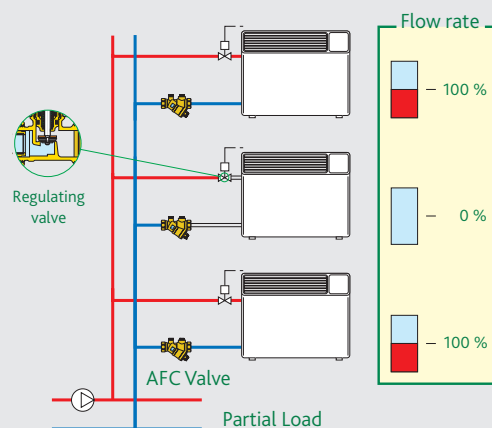 Flow rate
100 %
Regulating
valve
0 %
100 %
AFC Valve
Partial Load